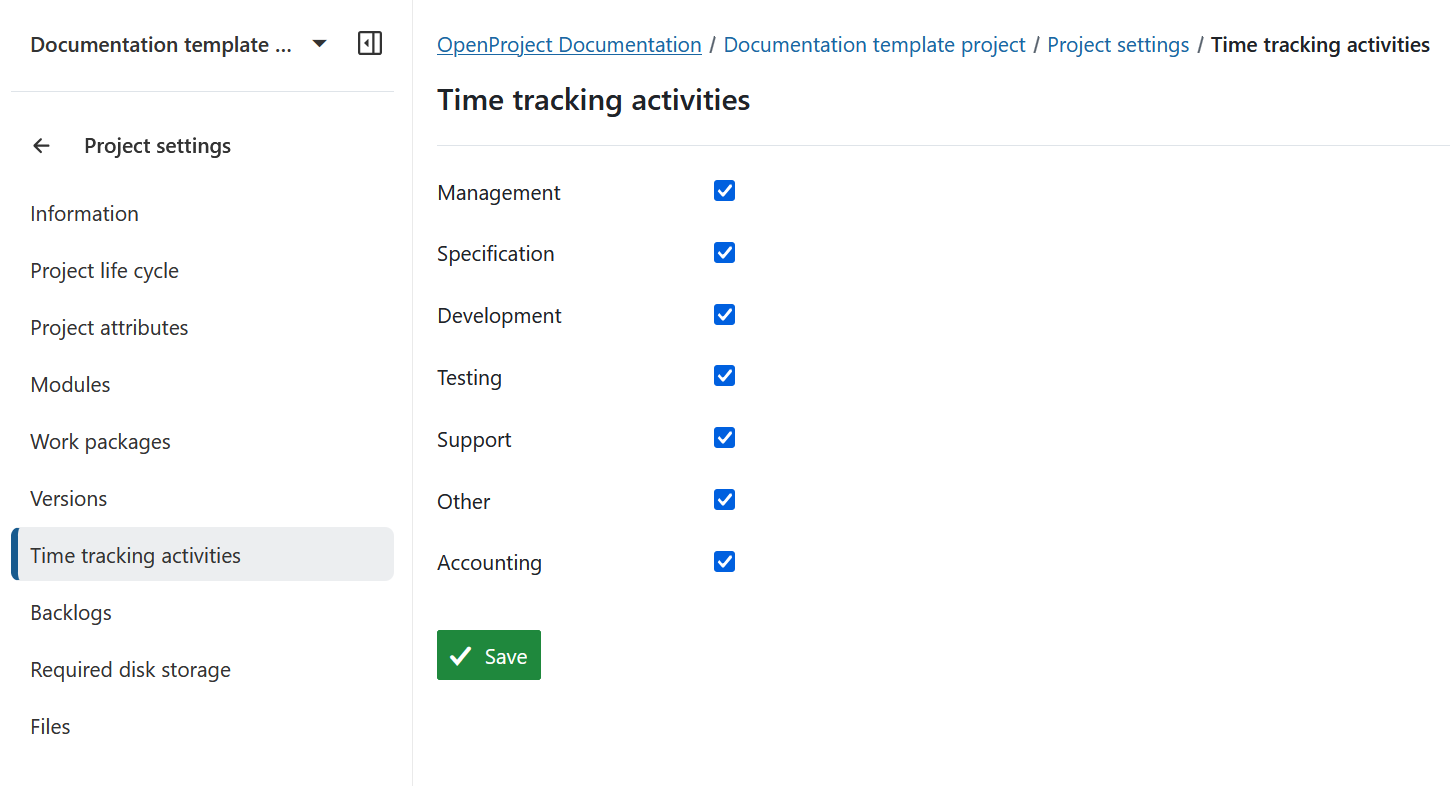 Documentation template ...
Project settings
Information
Project life cycle
Project attributes
Modules
Work packages
Versions
Time tracking activities
Backlogs
Required disk storage
Files
OpenProject Documentation / Documentation template project / Project settings / Time tracking activities
Time tracking activities
Management
Specification
Development
Testing
Support
Other
Accounting
Save